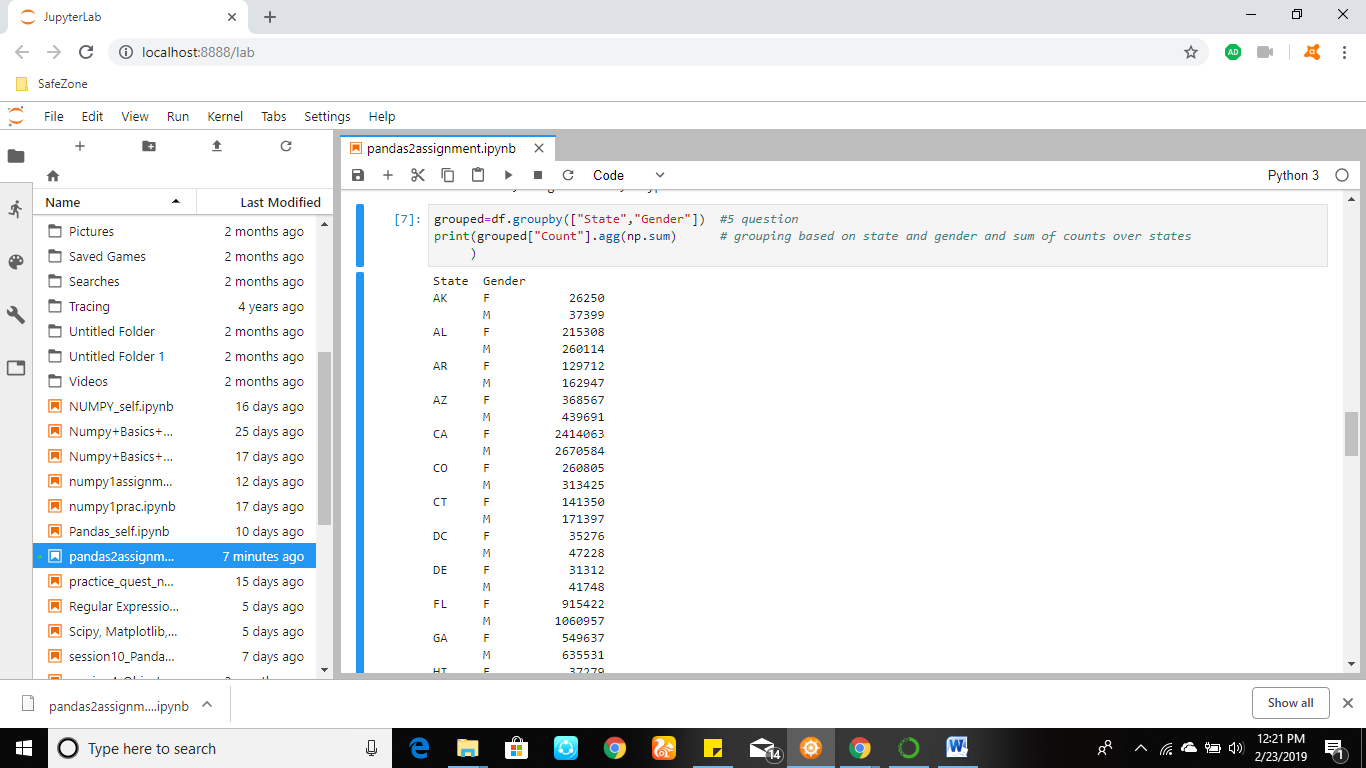 JupyterLab
localhost:8888/lab
AD
SafeZone
File Edit View Run Kernel Tabs Settings Help
pandas2assignment.ipynb
Code
Python 3
Name Last Modified
Pictures 2 months ago
Saved Games 2 months ago
Searches 2 months ago
Tracing 4 years ago
Untitled Folder 2 months ago
Untitled Folder 1 2 months ago
Videos 2 months ago
NUMPY_self.ipynb 16 days ago
Numpy+Basics+... 25 days ago
Numpy+Basics+... 17 days ago
numpy1assignm... 12 days ago
numpy1prac.ipynb 17 days ago
Pandas_self.ipynb 10 days ago
pandas2assignm... 7 minutes ago
practice_quest_n... 15 days ago
Regular Expressio... 5 days ago
Scipy, Matplotlib,... 5 days ago
session10_Panda... 7 days ago
[7]: grouped=df.groupby(["State","Gender"]) #5 question
print(grouped["Count"].agg(np.sum) # grouping based on state and gender and sum of counts over states
)
State Gender
AK F 26250
M 37399
AL F 215308
M 260114
AR F 129712
M 162947
AZ F 368567
M 439691
CA F 2414063
M 2670584
CO F 260805
M 313425
CT F 141350
M 171397
DC F 35276
M 47228
DE F 31312
M 41748
FL F 915422
M 1060957
GA F 549637
M 635531
HI F 37279
pandas2assignm....ipynb
Show all
Type here to search
14
12:21 PM
2/23/2019
1